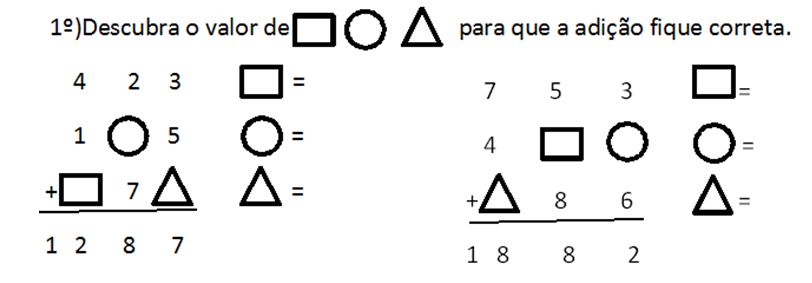 1º)Descubra o valor de para que a adição fique correta.
4 2 3 =
1 5 =
+ 7 =
1 2 8 7
7 5 3 =
4 =
+ 8 6 =
1 8 8 2